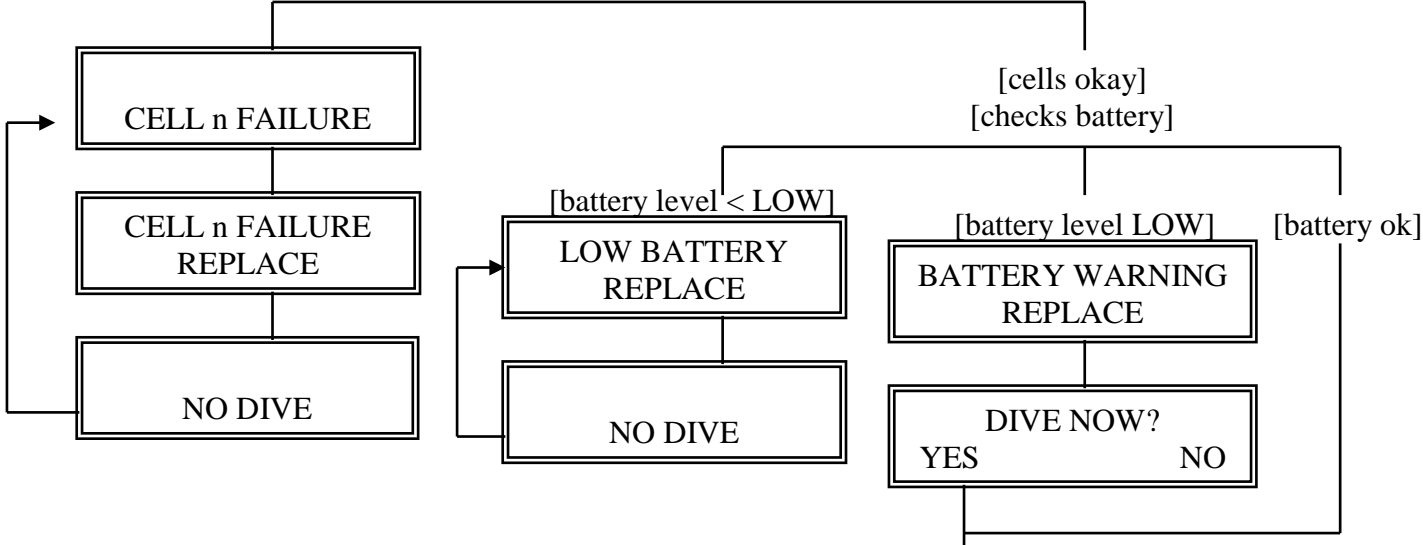 CELL n FAILURE
CELL n FAILURE
REPLACE
NO DIVE
[cells okay]
[checks battery]
[battery level < LOW]
LOW BATTERY
REPLACE
NO DIVE
[battery level LOW]
BATTERY WARNING
REPLACE
DIVE NOW?
YES NO
[battery ok]